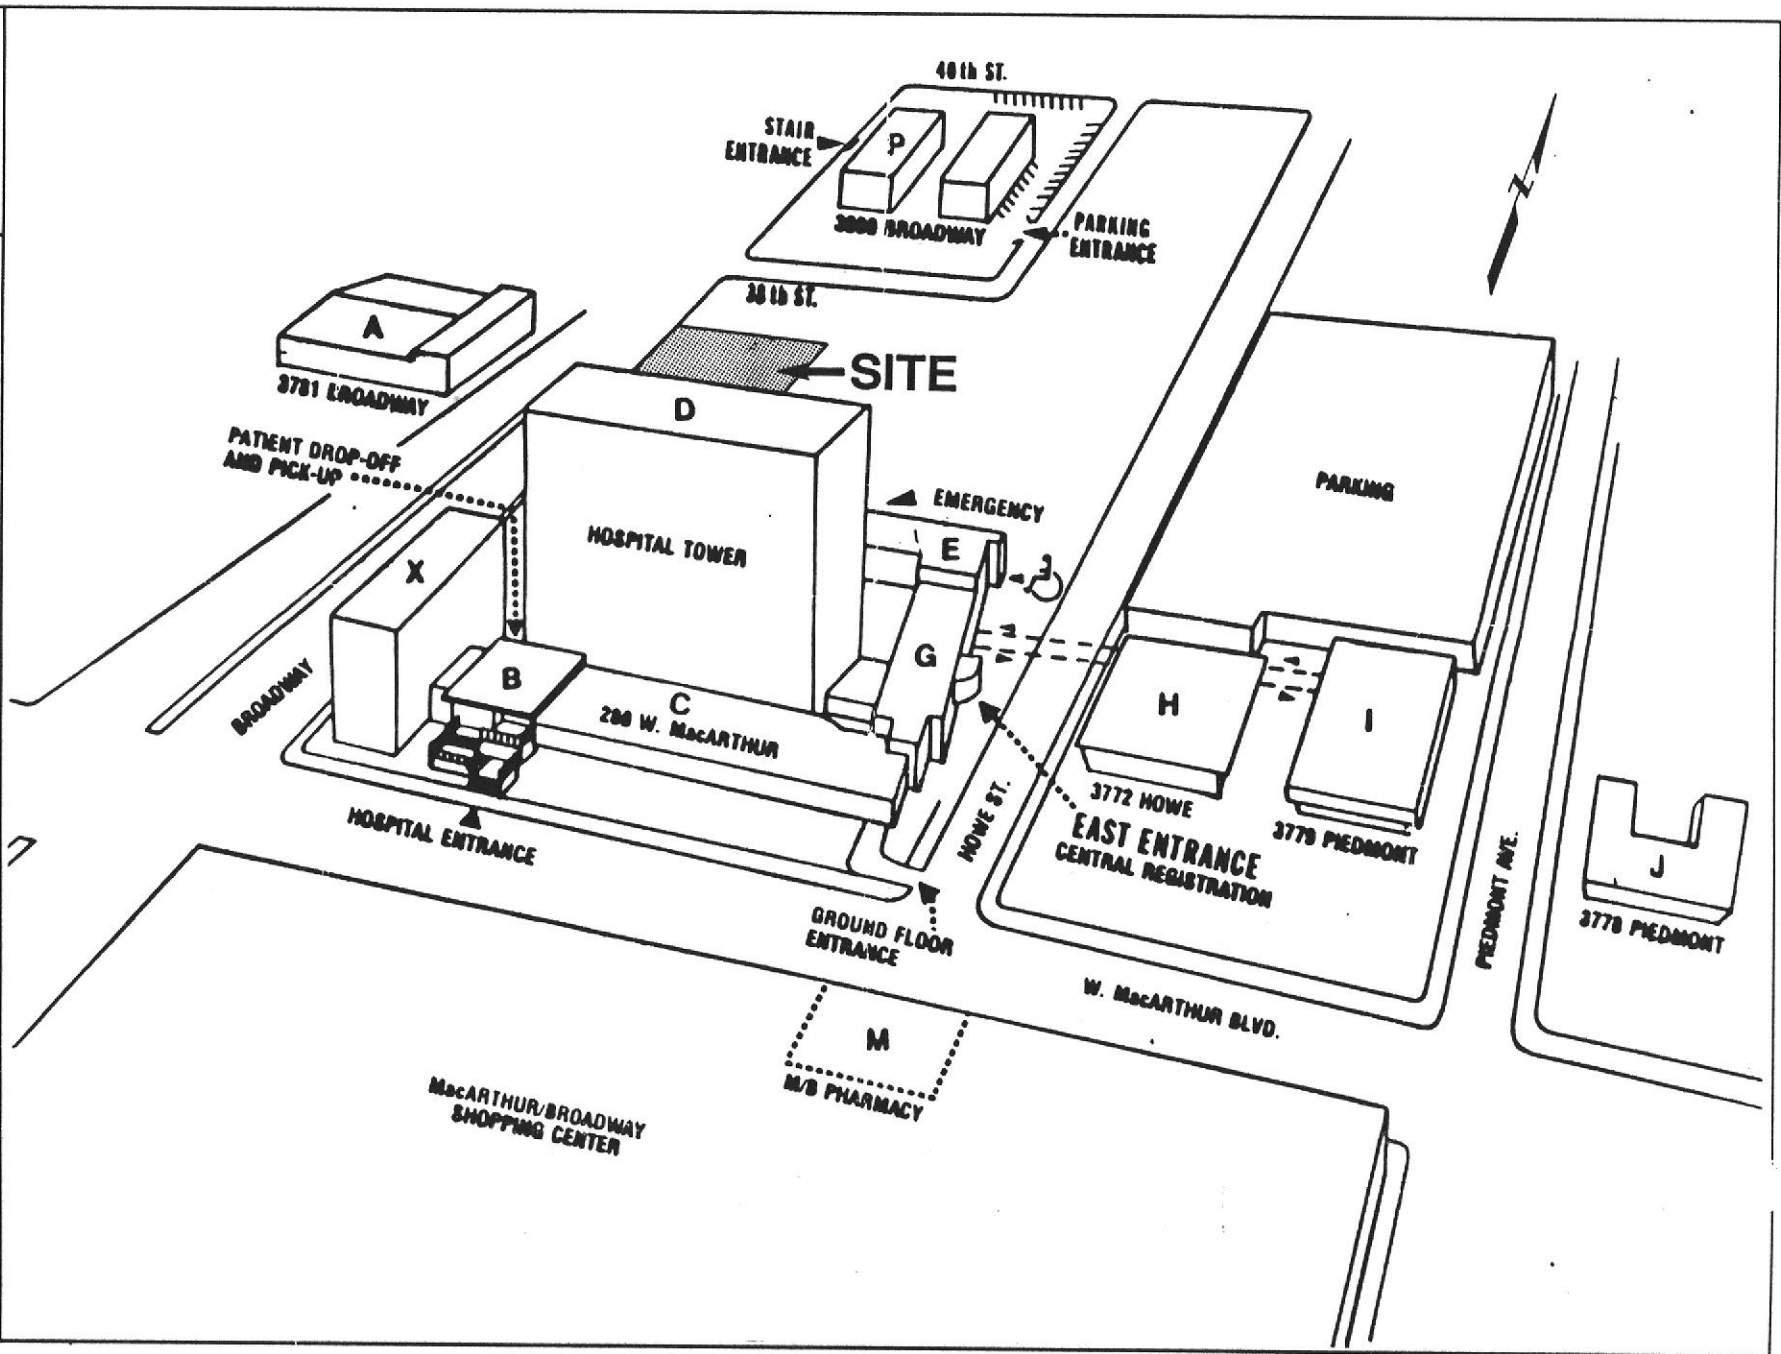 40th ST.
STAIR
ENTRANCE
P
BROADWAY
PARKING
ENTRANCE
38th ST.
A
3781 BROADWAY
SITE
D
PATIENT DROP-OFF
AND PICK-UP
EMERGENCY
PARKING
HOSPITAL TOWER
E
X
G
B
C
W. MacARTHUR
H
I
BROADWAY
HOWE ST.
3772 HOWE
3779 PIEDMONT
HOSPITAL ENTRANCE
EAST ENTRANCE
CENTRAL REGISTRATION
PIEDMONT AVE.
J
3778 PIEDMONT
GROUND FLOOR
ENTRANCE
W. MacARTHUR BLVD.
M
M/B PHARMACY
MacARTHUR/BROADWAY
SHOPPING CENTER
Z